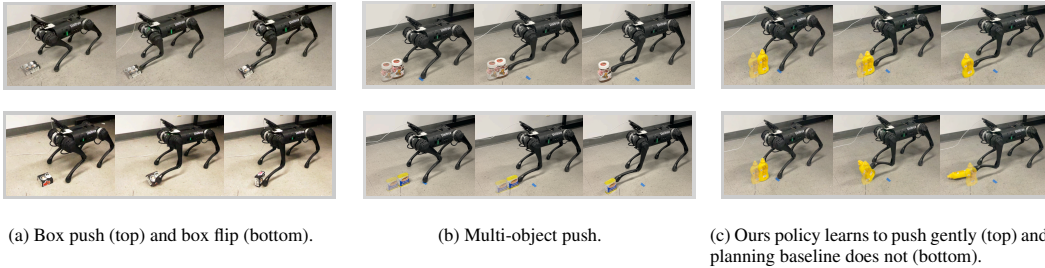 (a) Box push (top) and box flip (bottom).
(b) Multi-object push.
(c) Ours policy learns to push gently (top) and
planning baseline does not (bottom).